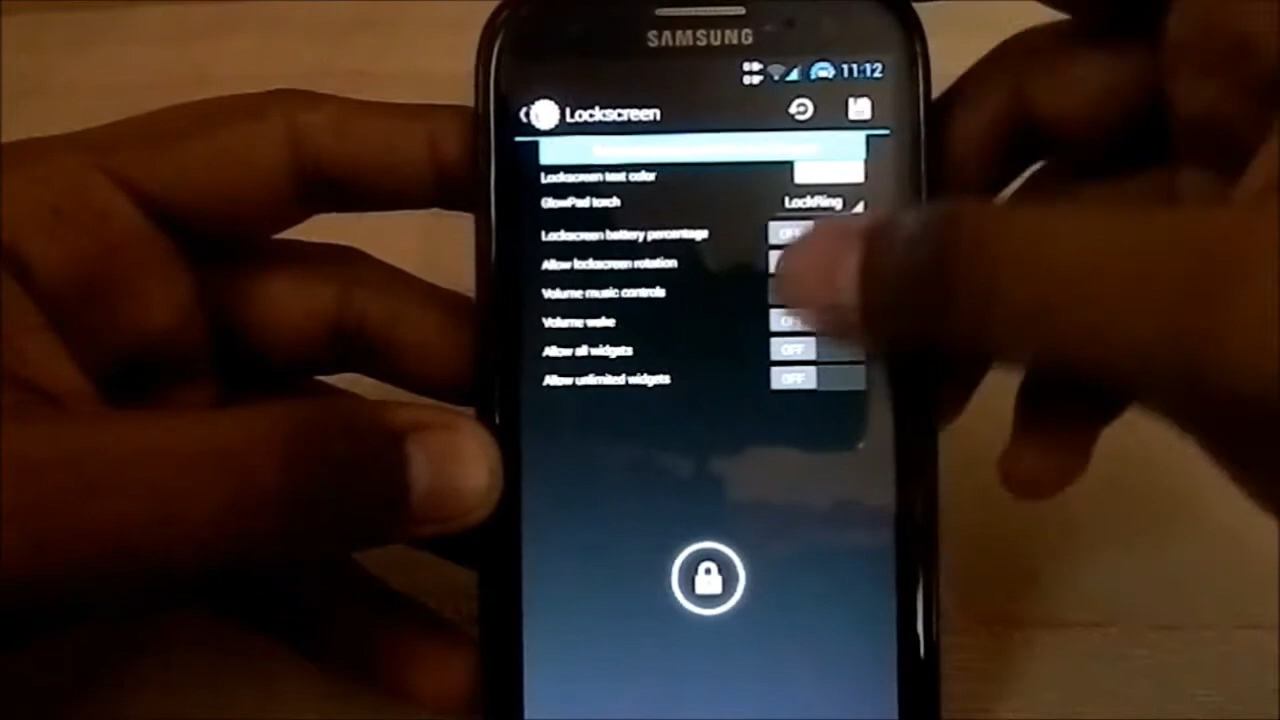 SAMSUNG
11:12
Lockscreen
Lockscreen text color
GlowPad torch LockRing
Lockscreen battery percentage OFF
Allow lockscreen rotation
Volume music controls
Volume wake OFF
Allow all widgets OFF
Allow unlimited widgets OFF